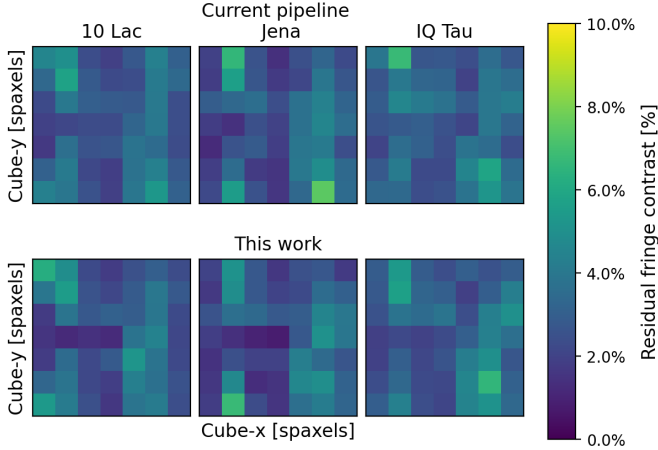 Current pipeline
10 Lac
Jena
IQ Tau
Cube-y [spaxels]
This work
Cube-y [spaxels]
Cube-x [spaxels]
10.0%
8.0%
6.0%
4.0%
2.0%
0.0%
Residual fringe contrast [%]